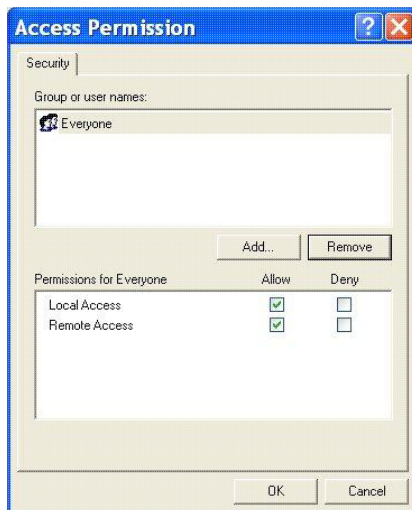 Access Permission
Security
Group or user names:
Everyone
Add... Remove
Permissions for Everyone Allow Deny
Local Access
Remote Access
OK Cancel